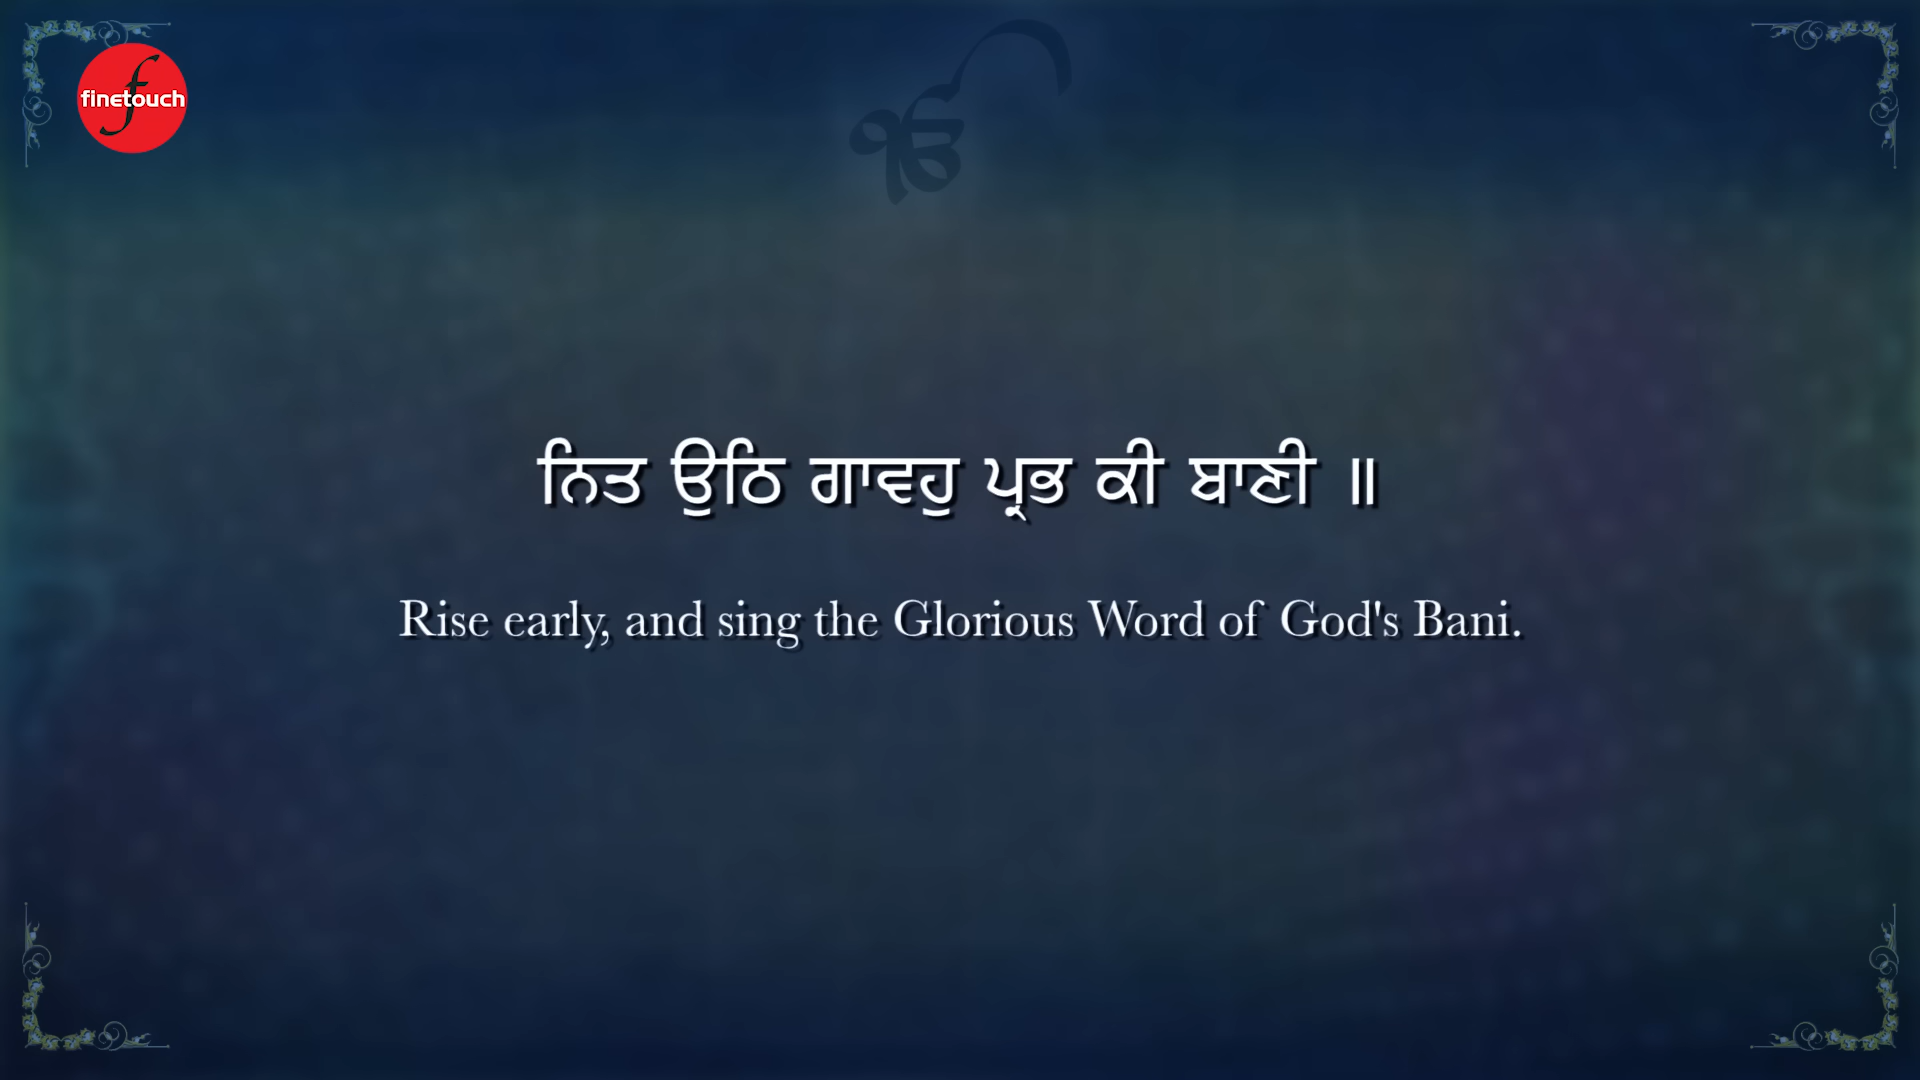 finetouch
ੴ
ਨਿਤ ਉਠਿ ਗਾਵਹੁ ਪ੍ਰਭ ਕੀ ਬਾਣੀ ॥
Rise early, and sing the Glorious Word of God's Bani.